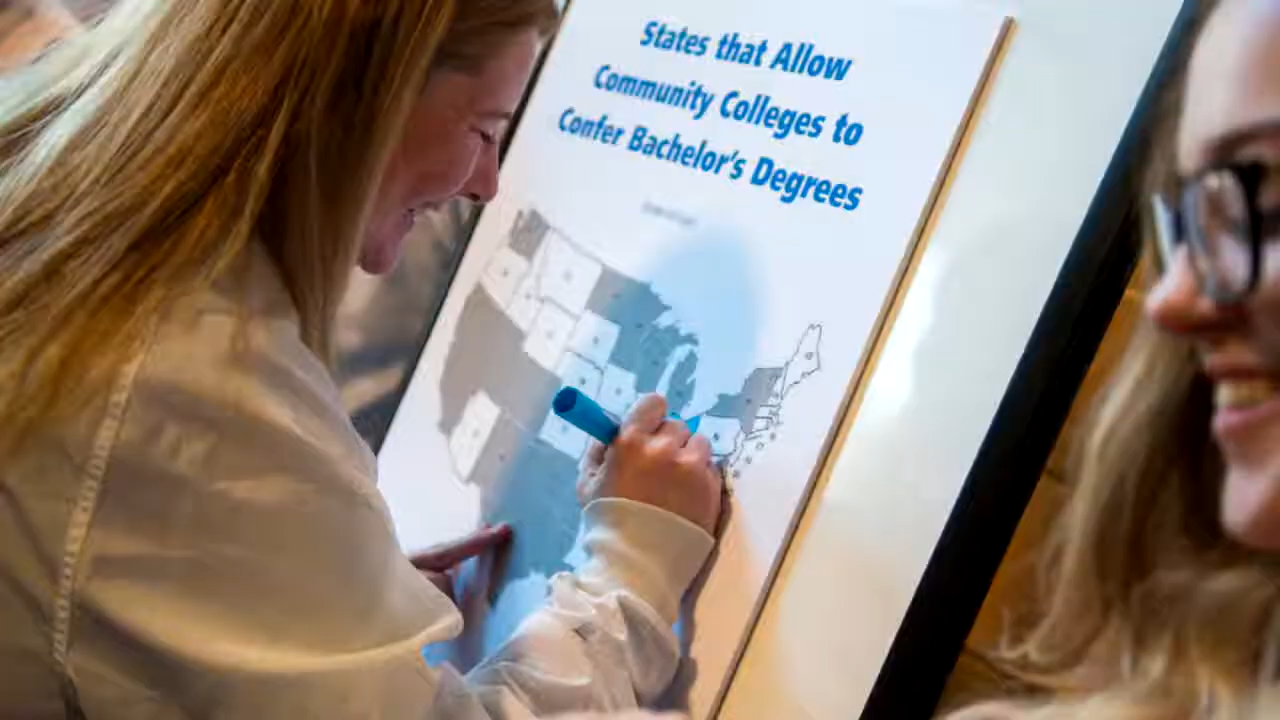 States that Allow
Community Colleges to
Confer Bachelor's Degrees